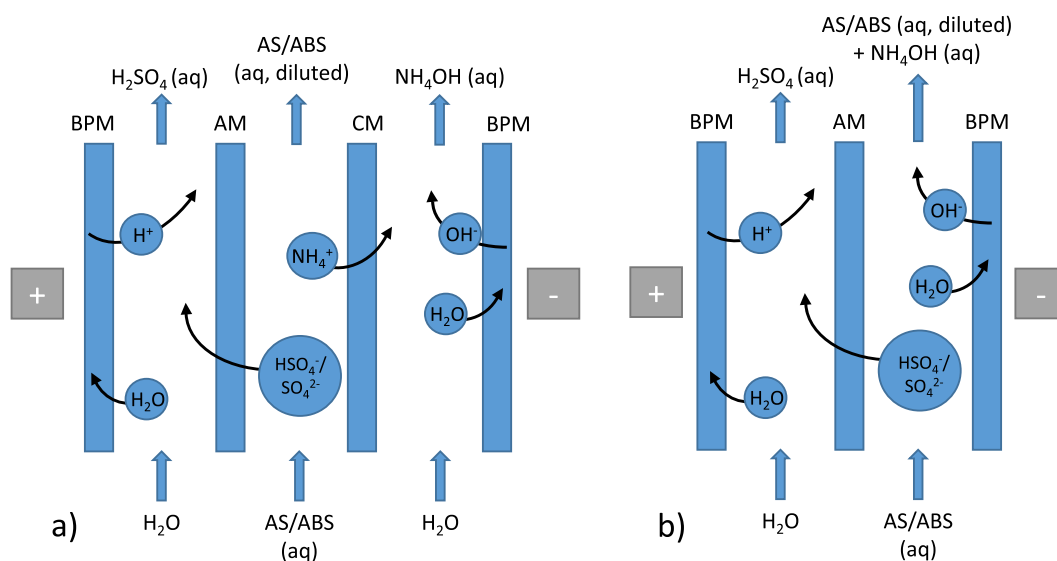 AS/ABS
(aq, diluted)
H₂SO₄ (aq)
NH₄OH (aq)
BPM
AM
CM
BPM
H⁺
OH⁻
NH₄⁺
+
-
H₂O
HSO₄⁻/
SO₄²⁻
H₂O
a)
H₂O
AS/ABS
(aq)
H₂O
AS/ABS (aq, diluted)
+ NH₄OH (aq)
H₂SO₄ (aq)
BPM
AM
BPM
OH⁻
H⁺
H₂O
+
-
HSO₄⁻/
SO₄²⁻
H₂O
b)
H₂O
AS/ABS
(aq)